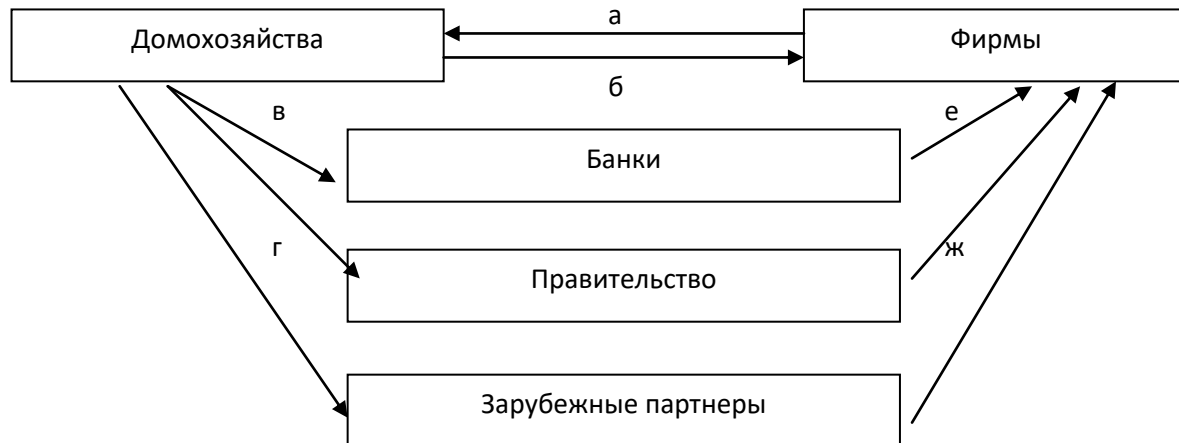 а
Домохозяйства
Фирмы
б
в
е
Банки
г
ж
Правительство
Зарубежные партнеры